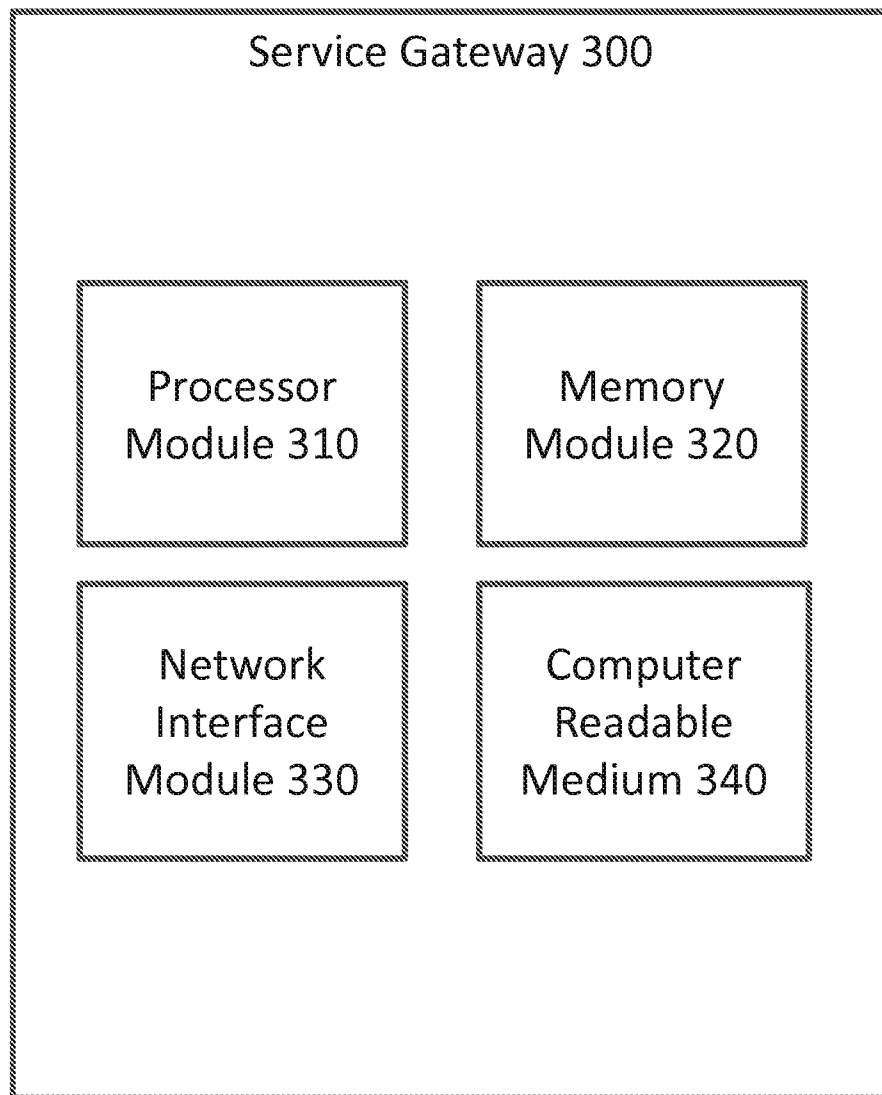 Service Gateway 300
Processor
Module 310
Memory
Module 320
Network
Interface
Module 330
Computer
Readable
Medium 340